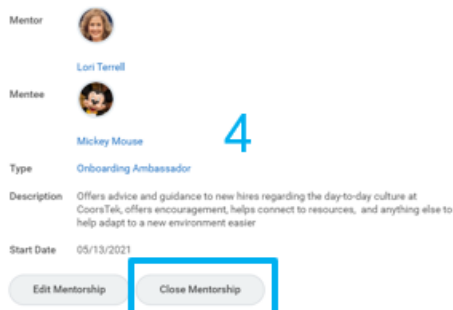 Mentor
Lori Terrell
Mentee
Mickey Mouse
4
Type Onboarding Ambassador
Description Offers advice and guidance to new hires regarding the day-to-day culture at
CoorsTek, offers encouragement, helps connect to resources, and anything else to
help adapt to a new environment easier
Start Date 05/13/2021
Edit Mentorship Close Mentorship